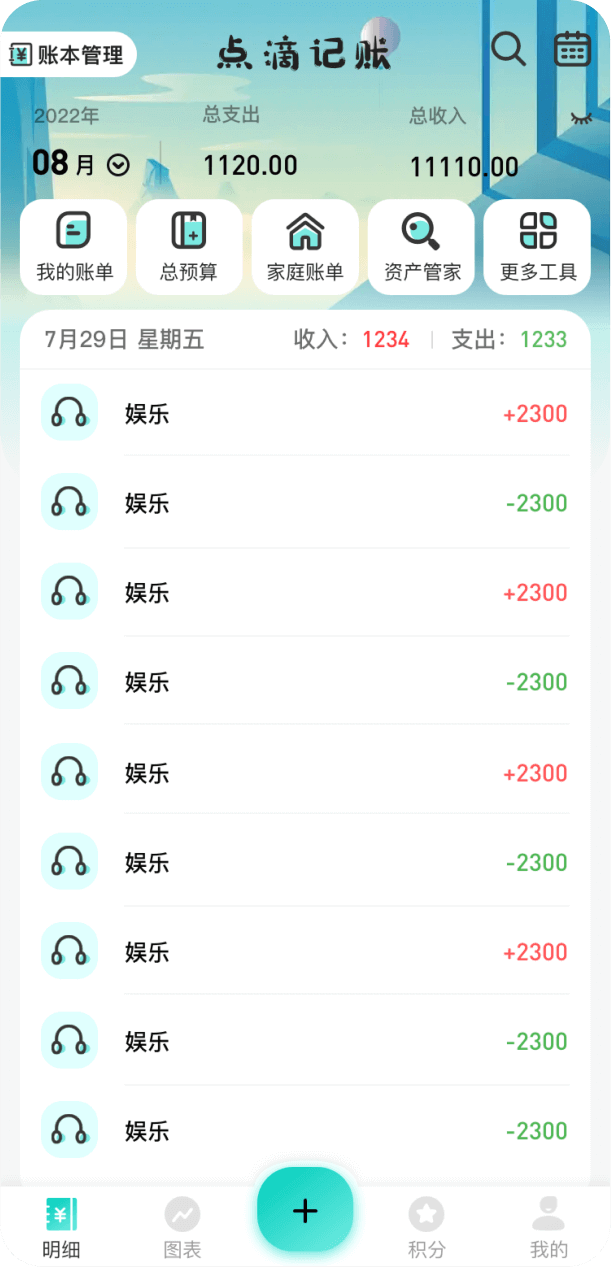 账本管理
点滴记账
2022年 总支出 总收入
08月 1120.00 11110.00
我的账单 总预算 家庭账单 资产管家 更多工具
7月29日 星期五 收入： 1234 支出： 1233
娱乐 +2300
娱乐 -2300
娱乐 +2300
娱乐 -2300
娱乐 +2300
娱乐 -2300
娱乐 +2300
娱乐 -2300
娱乐 -2300
明细 图表 + 积分 我的